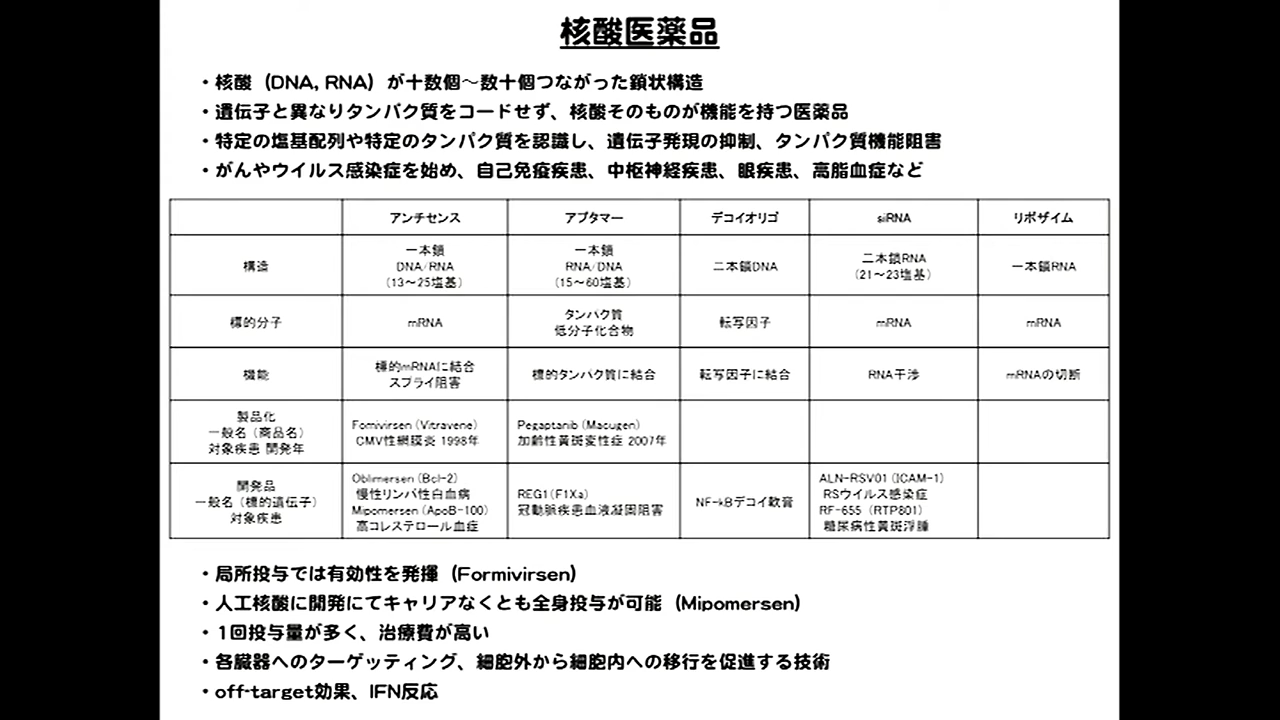 核酸医薬品
・核酸（DNA, RNA）が十数個～数十個つながった鎖状構造
・遺伝子と異なりタンパク質をコードせず、核酸そのものが機能を持つ医薬品
・特定の塩基配列や特定のタンパク質を認識し、遺伝子発現の抑制、タンパク質機能阻害
・がんやウイルス感染症を始め、自己免疫疾患、中枢神経疾患、眼疾患、高脂血症など
アンチセンス アプタマー デコイオリゴ siRNA リボザイム
構造
一本鎖
DNA/RNA
（13～25塩基）
一本鎖
RNA/DNA
（15～60塩基）
二本鎖DNA
二本鎖RNA
（21～23塩基）
一本鎖RNA
標的分子
mRNA
タンパク質
低分子化合物
転写因子
mRNA
mRNA
機能
標的mRNAに結合
スプライ阻害
標的タンパク質に結合
転写因子に結合
RNA干渉
mRNAの切断
製品化
一般名（商品名）
対象疾患 開発年
Fomivirsen (Vitravene)
CMV性網膜炎 1998年
Pegaptanib (Macugen)
加齢性黄斑変性症 2007年
開発品
一般名（標的遺伝子）
対象疾患
Oblimersen (Bcl-2)
慢性リンパ性白血病
Mipomersen (ApoB-100)
高コレステロール血症
REG1(F1Xa)
冠動脈疾患血液凝固阻害
NF-kBデコイ軟膏
ALN-RSV01 (ICAM-1)
RSウイルス感染症
RF-655 (RTP801)
糖尿病性黄斑浮腫
・局所投与では有効性を発揮（Formivirsen）
・人工核酸に開発にてキャリアなくとも全身投与が可能（Mipomersen）
・1回投与量が多く、治療費が高い
・各臓器へのターゲッティング、細胞外から細胞内への移行を促進する技術
・off-target効果、IFN反応